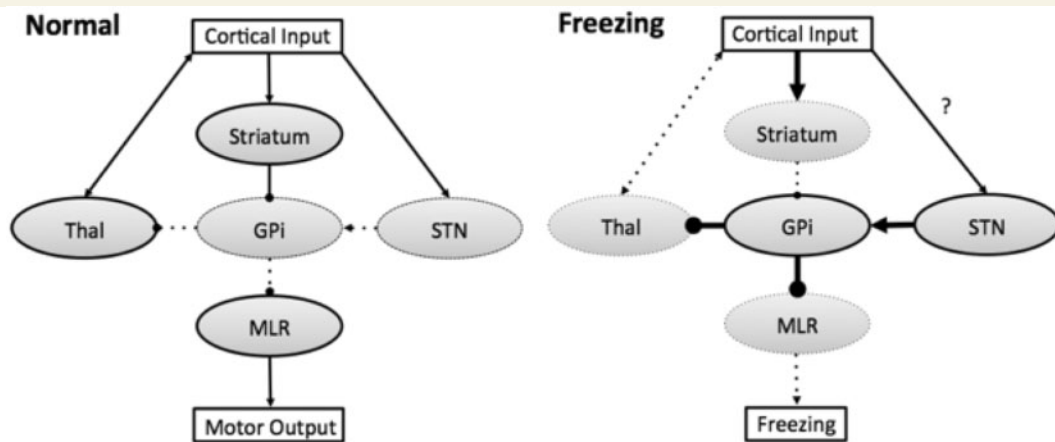 Normal
Cortical Input
Striatum
Thal
GPi
STN
MLR
Motor Output
Freezing
Cortical Input
?
Striatum
Thal
GPi
STN
MLR
Freezing